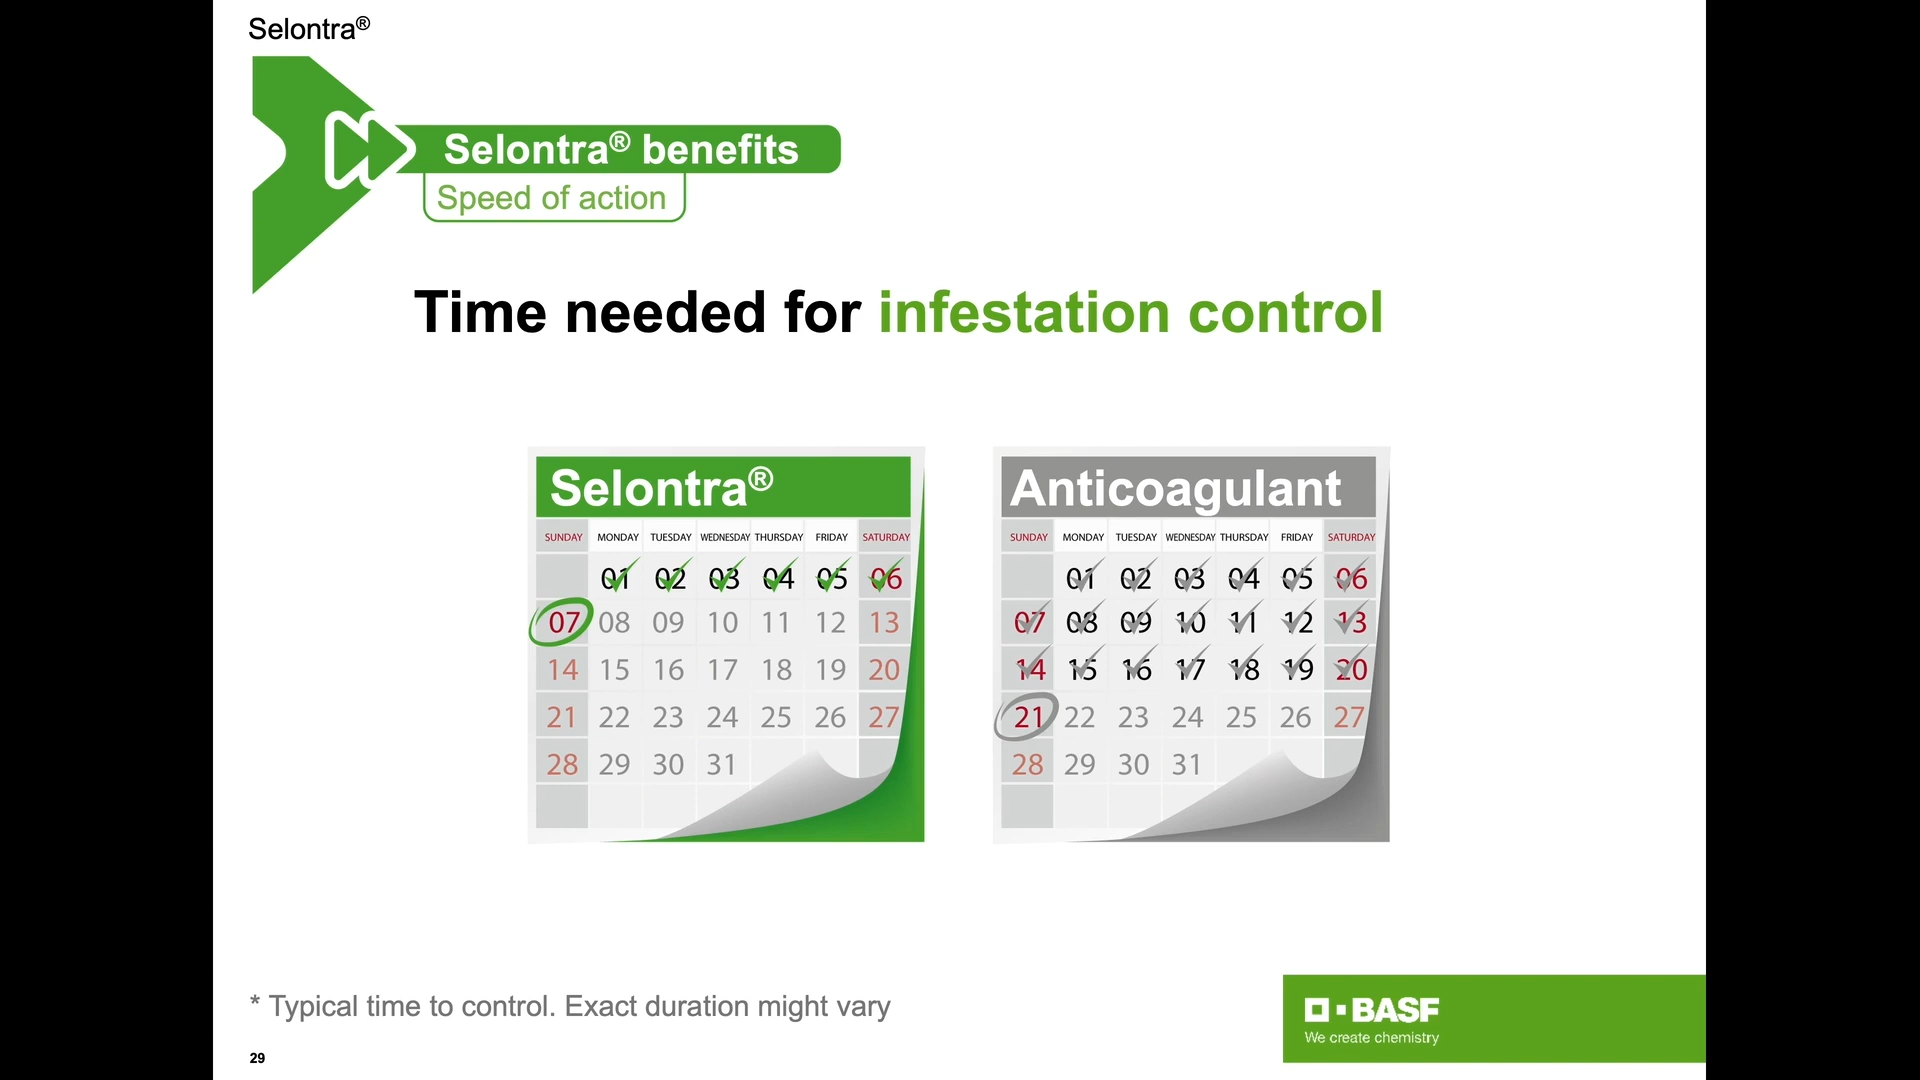 Selontra®
Selontra® benefits
Speed of action
Time needed for infestation control
Selontra®
SUNDAY MONDAY TUESDAY WEDNESDAY THURSDAY FRIDAY SATURDAY
01 02 03 04 05 06
07 08 09 10 11 12 13
14 15 16 17 18 19 20
21 22 23 24 25 26 27
28 29 30 31
Anticoagulant
SUNDAY MONDAY TUESDAY WEDNESDAY THURSDAY FRIDAY SATURDAY
01 02 03 04 05 06
07 08 09 10 11 12 13
14 15 16 17 18 19 20
21 22 23 24 25 26 27
28 29 30 31
* Typical time to control. Exact duration might vary
BASF
We create chemistry
29